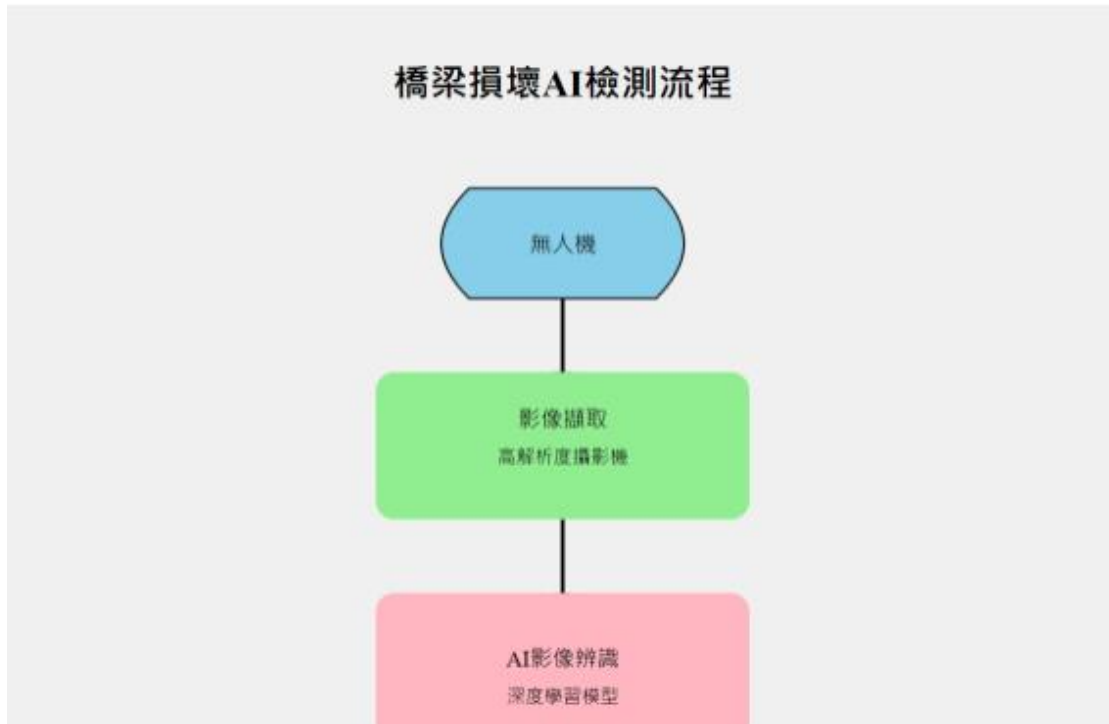 橋梁損壞AI檢測流程
無人機
影像擷取
高解析度攝影機
AI影像辨識
深度學習模型